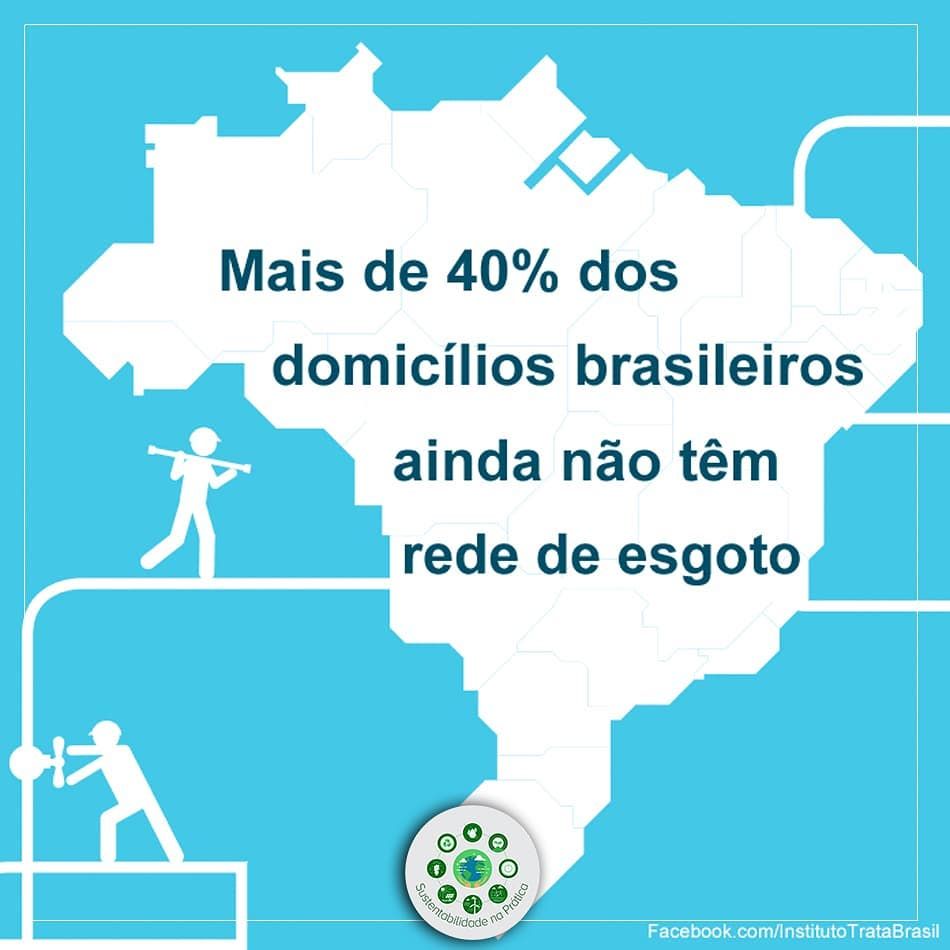 Mais de 40% dos
domicílios brasileiros
ainda não têm
rede de esgoto
Sustentabilidade na Prática
Facebook.com/InstitutoTrataBrasil